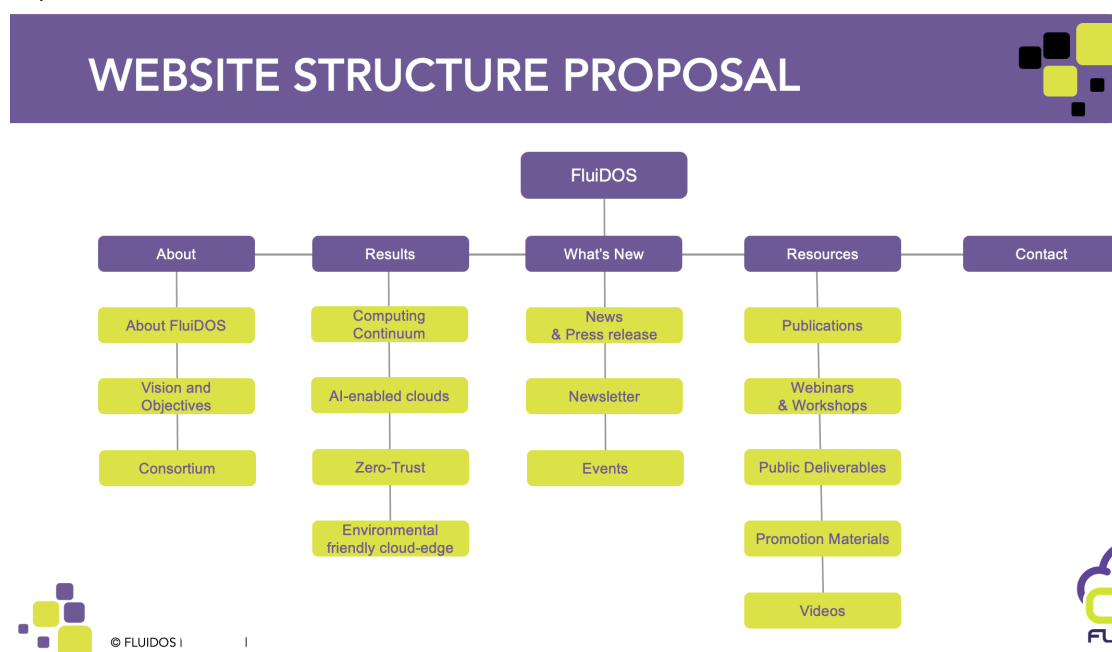 WEBSITE STRUCTURE PROPOSAL
FluiDOS
About
Results
What's New
Resources
Contact
About FluiDOS
Computing
Continuum
News
& Press release
Publications
Vision and
Objectives
AI-enabled clouds
Newsletter
Webinars
& Workshops
Consortium
Zero-Trust
Events
Public Deliverables
Environmental
friendly cloud-edge
Promotion Materials
Videos
© FLUIDOS